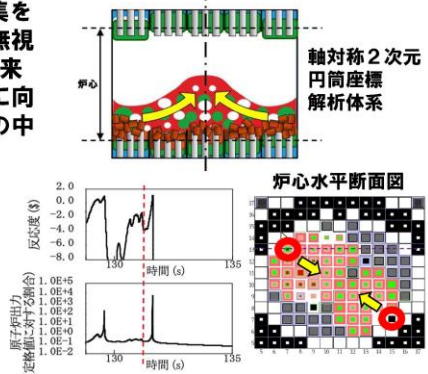 集を
無視
来
に向
の中
炉心
軸対称2次元
円筒座標
解析体系
炉心水平断面図
反応度 ($)
2.0
0.0
-2.0
-4.0
-6.0
-8.0
130
時間 (s)
135
原子炉出力
定格値に対する割合)
1.0E+5
1.0E+4
1.0E+3
1.0E+2
1.0E+1
1.0E+0
1.0E-1
1.0E-2
130
時間 (s)
135